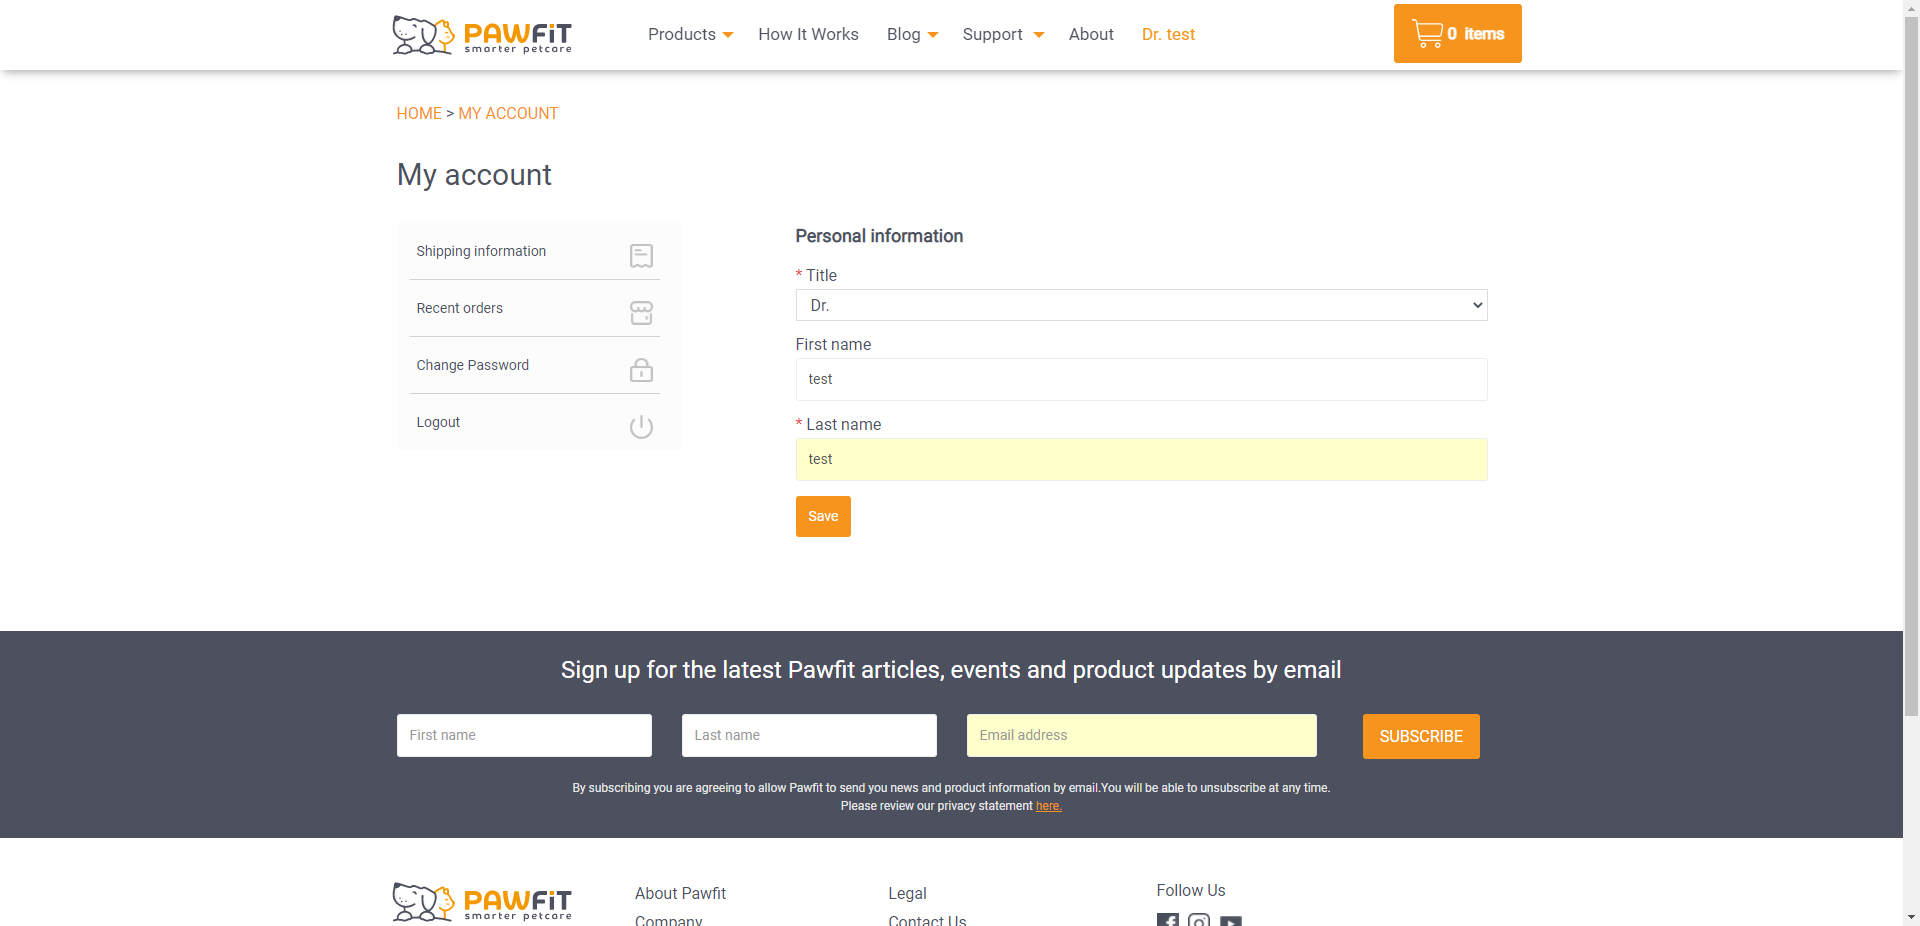 PAWFiT
smarter petcare
Products
How It Works
Blog
Support
About
Dr. test
0 items
HOME > MY ACCOUNT
My account
Shipping information
Recent orders
Change Password
Logout
Personal information
* Title
Dr.
First name
test
* Last name
test
Save
Sign up for the latest Pawfit articles, events and product updates by email
First name
Last name
Email address
SUBSCRIBE
By subscribing you are agreeing to allow Pawfit to send you news and product information by email.You will be able to unsubscribe at any time.
Please review our privacy statement here.
PAWFiT
smarter petcare
About Pawfit
Company
Legal
Contact Us
Follow Us